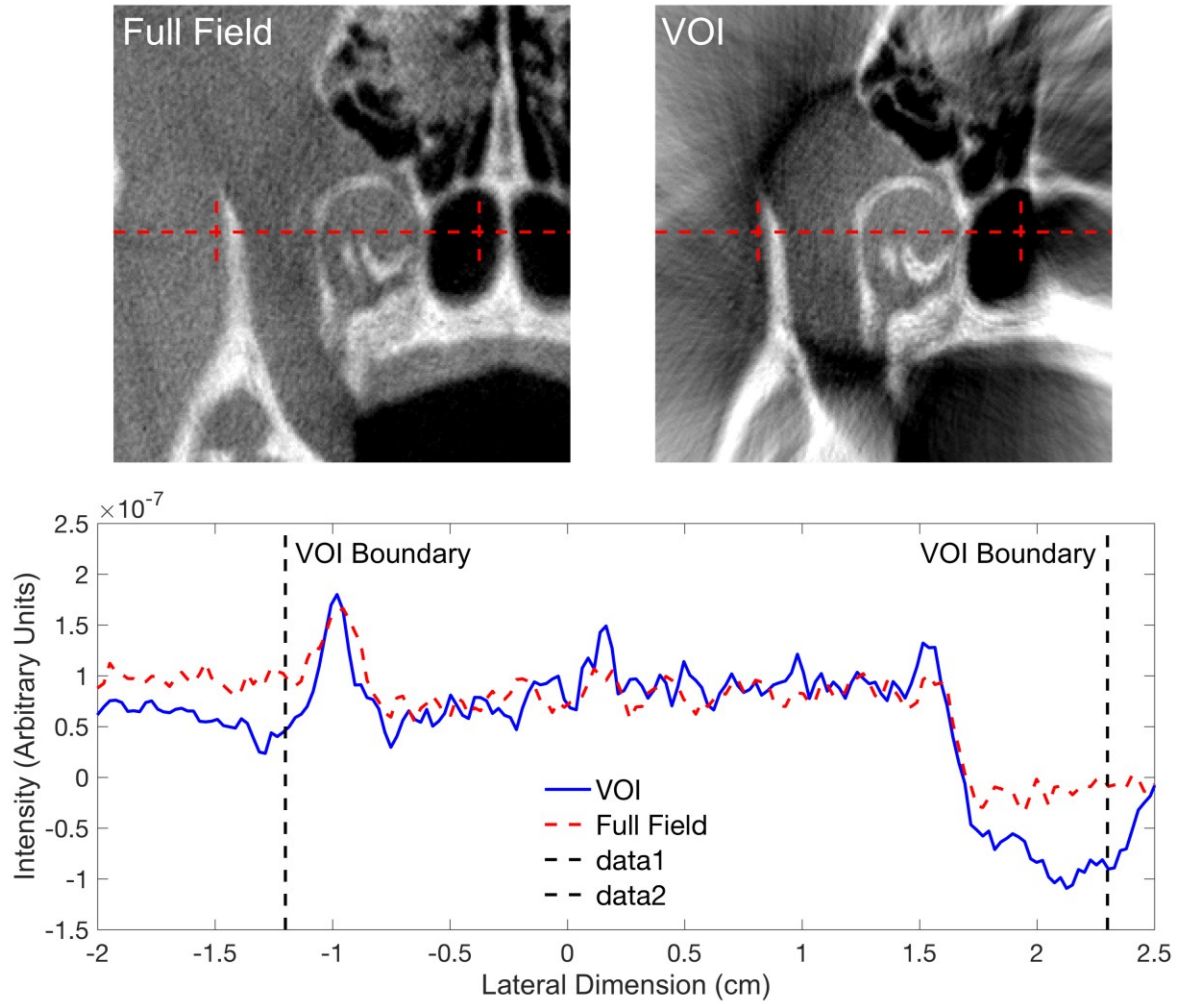 Full Field
VOI
×10⁻⁷
2.5
2
1.5
1
0.5
0
-0.5
-1
-1.5
Intensity (Arbitrary Units)
VOI Boundary
VOI Boundary
VOI
Full Field
data1
data2
-2 -1.5 -1 -0.5 0 0.5 1 1.5 2 2.5
Lateral Dimension (cm)